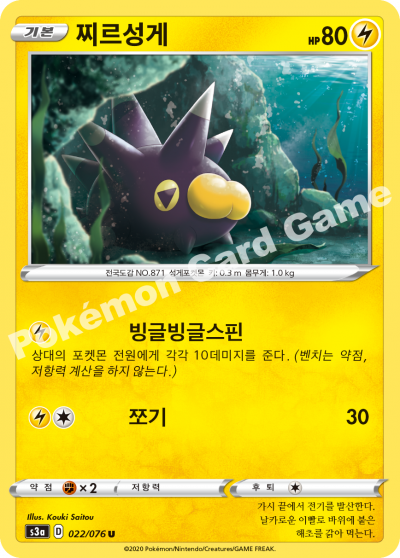 기본 찌르성게 HP 80
전국도감 NO.871 성게포켓몬 키: 0.3 m 몸무게: 1.0 kg
Pokémon Card Game
빙글빙글스핀
상대의 포켓몬 전원에게 각각 10데미지를 준다. (벤치는 약점,
저항력 계산을 하지 않는다.)
쪼기 30
약점 ×2 저항력 후퇴
Illus. Kouki Saitou
s3a D 022/076 U
가시 끝에서 전기를 발산한다.
날카로운 이빨로 바위에 붙은
해초를 갉아 먹는다.
©2020 Pokémon/Nintendo/Creatures/GAME FREAK.